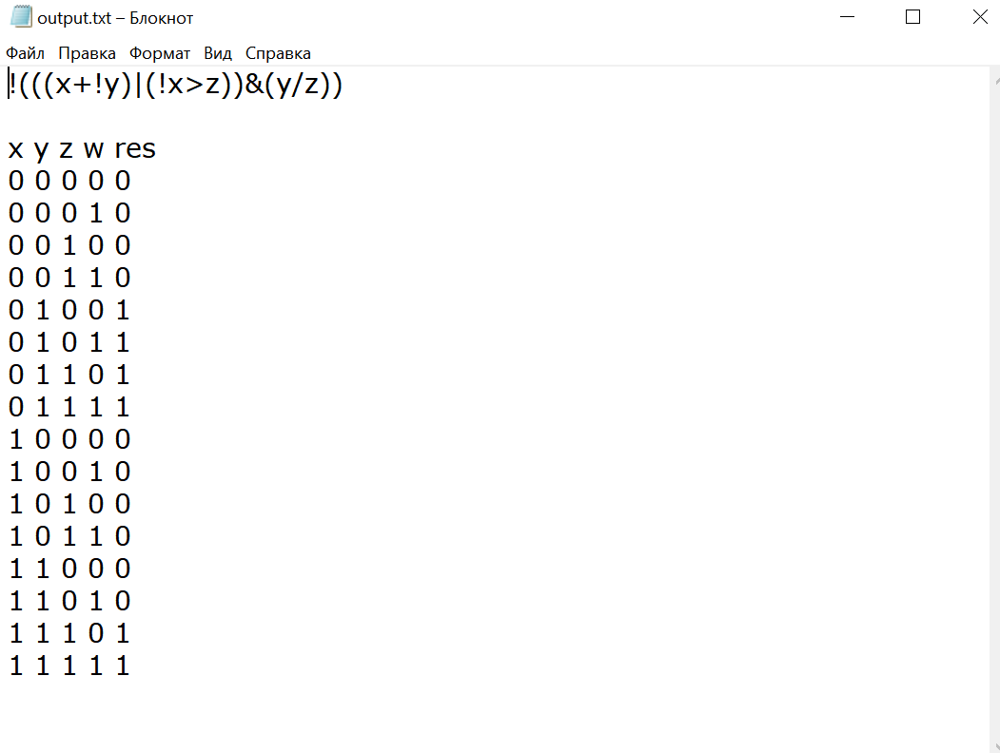 output.txt – Блокнот
Файл Правка Формат Вид Справка
!(((x+!y)|(!x>z))&(y/z))
x y z w res
0 0 0 0 0
0 0 0 1 0
0 0 1 0 0
0 0 1 1 0
0 1 0 0 1
0 1 0 1 1
0 1 1 0 1
0 1 1 1 1
1 0 0 0 0
1 0 0 1 0
1 0 1 0 0
1 0 1 1 0
1 1 0 0 0
1 1 0 1 0
1 1 1 0 1
1 1 1 1 1